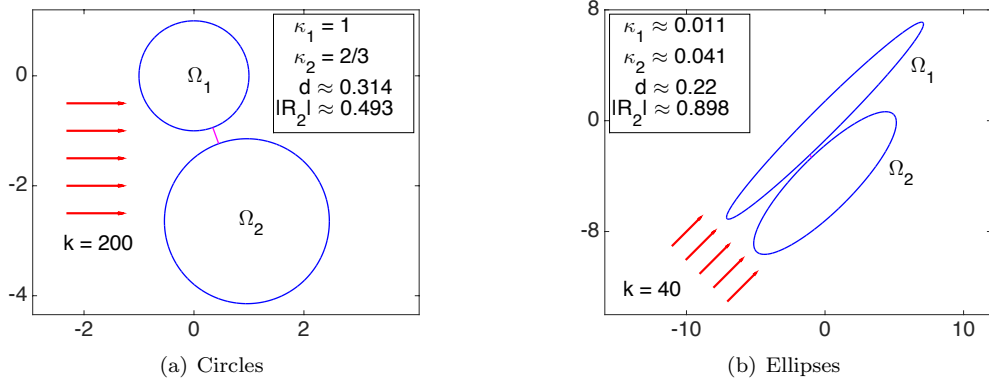 κ₁ = 1
κ₂ = 2/3
d ≈ 0.314
|R₂| ≈ 0.493
Ω₁
Ω₂
k = 200
0
-2
-4
-2
0
2
(a) Circles
κ₁ ≈ 0.011
κ₂ ≈ 0.041
d ≈ 0.22
|R₂| ≈ 0.898
Ω₁
Ω₂
k = 40
8
0
-8
-10
0
10
(b) Ellipses